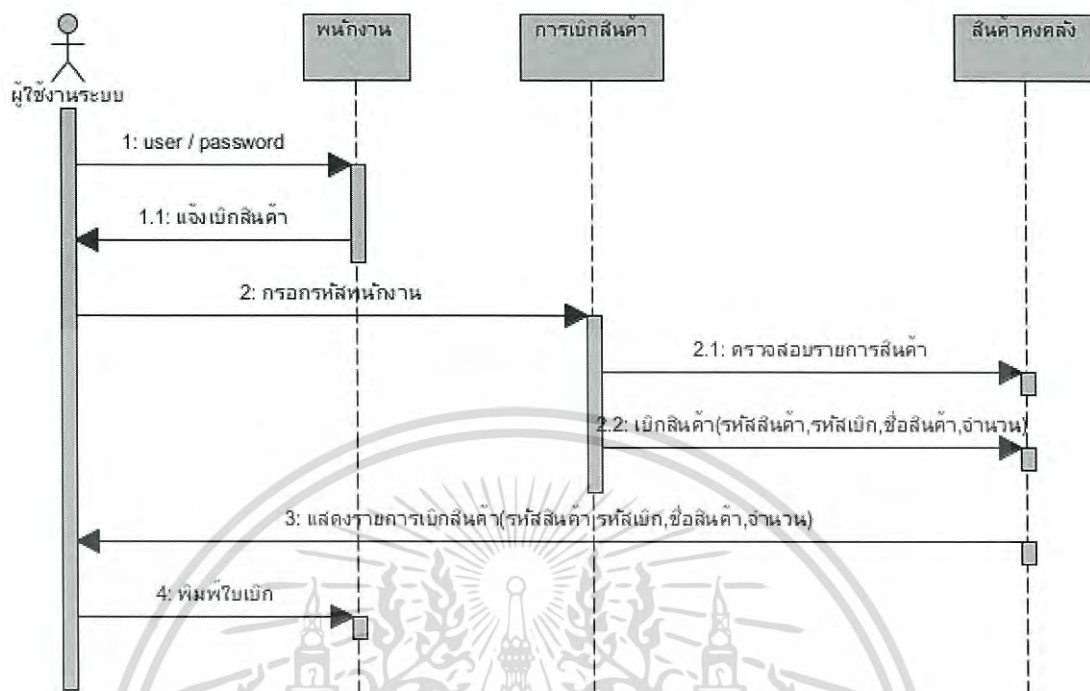 พนักงาน
การเบิกสินค้า
สินค้าคงคลัง
ผู้ใช้งานระบบ
1: user / password
1.1: แจ้งเบิกสินค้า
2: กรอกรหัสพนักงาน
2.1: ตรวจสอบรายการสินค้า
2.2: เบิกสินค้า(รหัสสินค้า,รหัสเบิก,ชื่อสินค้า,จำนวน)
3: แสดงรายการเบิกสินค้า(รหัสสินค้า,รหัสเบิก,ชื่อสินค้า,จำนวน)
4: พิมพ์ใบเบิก